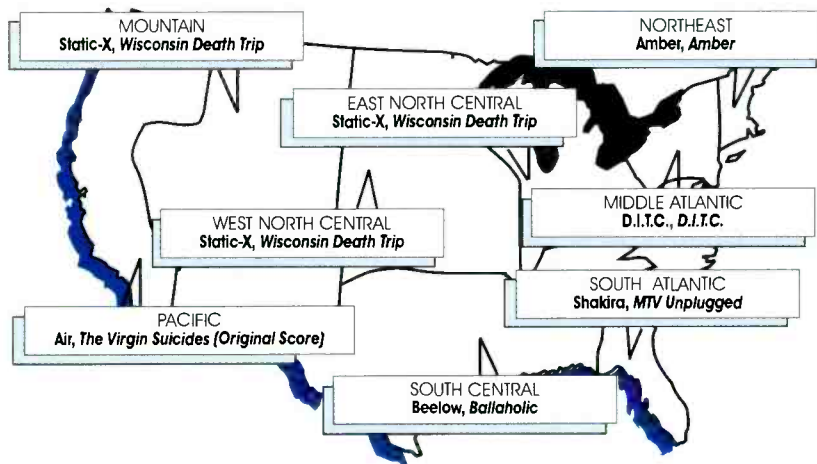 MOUNTAIN
Static-X, Wisconsin Death Trip
NORTHEAST
Amber, Amber
EAST NORTH CENTRAL
Static-X, Wisconsin Death Trip
MIDDLE ATLANTIC
D.I.T.C., D.I.T.C.
WEST NORTH CENTRAL
Static-X, Wisconsin Death Trip
SOUTH ATLANTIC
Shakira, MTV Unplugged
PACIFIC
Air, The Virgin Suicides (Original Score)
SOUTH CENTRAL
Beelow, Ballaholic